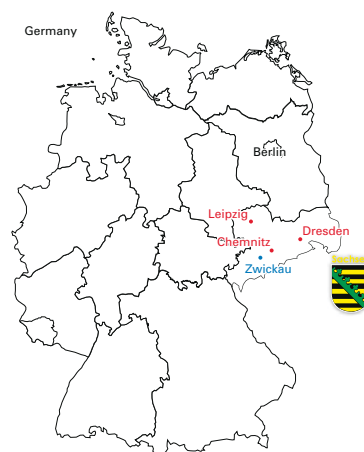 Germany
Berlin
Leipzig
Dresden
Chemnitz
Zwickau